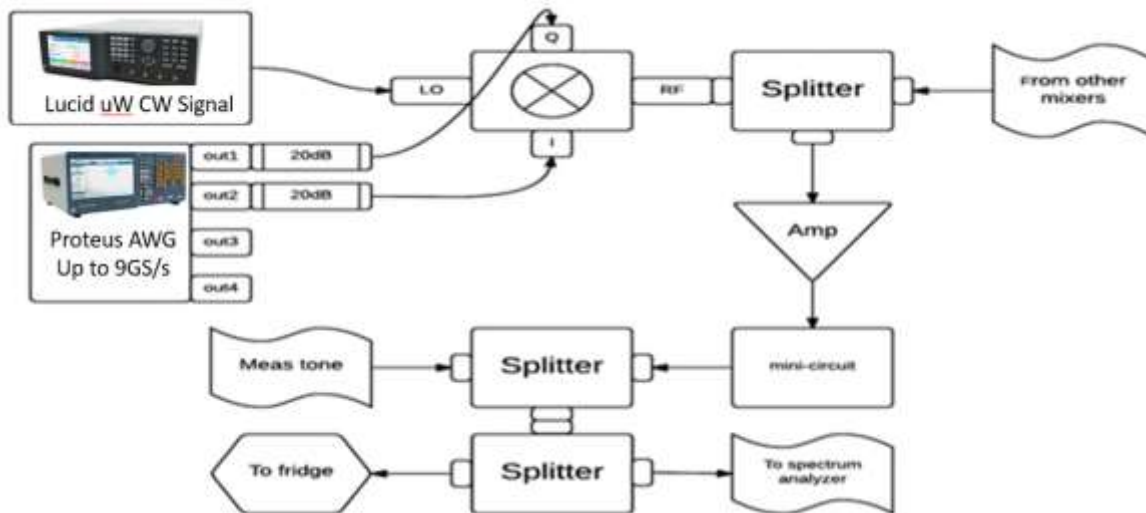 Lucid uW CW Signal
LO
Q
I
RF
Splitter
From other
mixers
out1
20dB
out2
20dB
out3
out4
Proteus AWG
Up to 9GS/s
Amp
Meas tone
Splitter
mini-circuit
To fridge
Splitter
To spectrum
analyzer